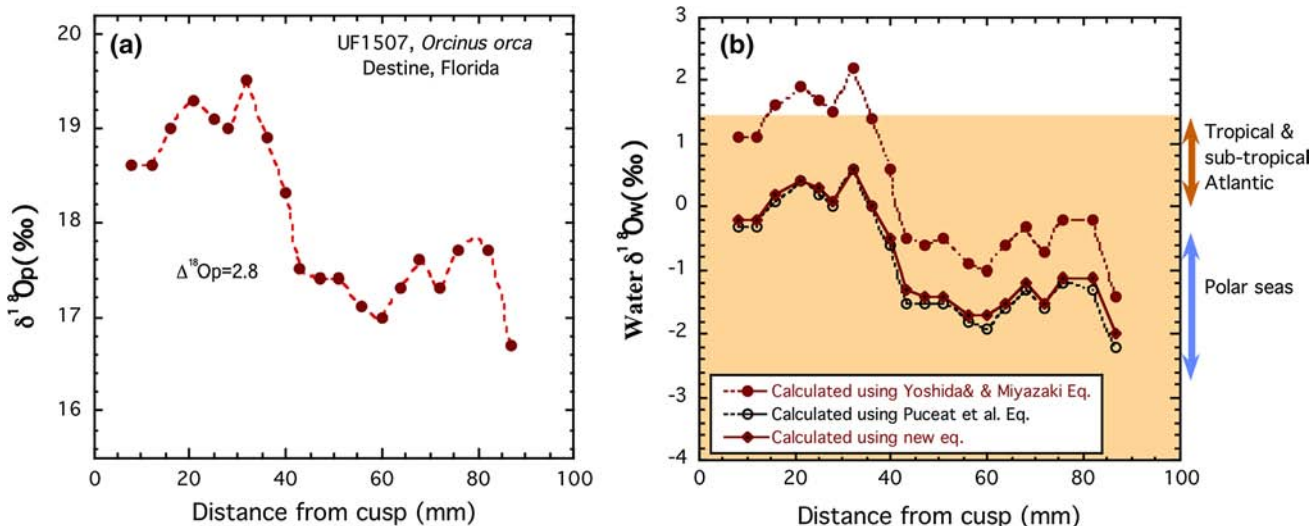 (a)
UF1507, Orcinus orca
Destine, Florida
20
19
18
17
16
δ¹⁸Op(‰)
Δ¹⁸Op=2.8
0
20
40
60
80
100
Distance from cusp (mm)
(b)
3
2
1
0
-1
-2
-3
-4
Water δ¹⁸Ow(‰)
Calculated using Yoshida& & Miyazaki Eq.
Calculated using Puceat et al. Eq.
Calculated using new eq.
0
20
40
60
80
100
Distance from cusp (mm)
Tropical &
sub-tropical
Atlantic
Polar seas